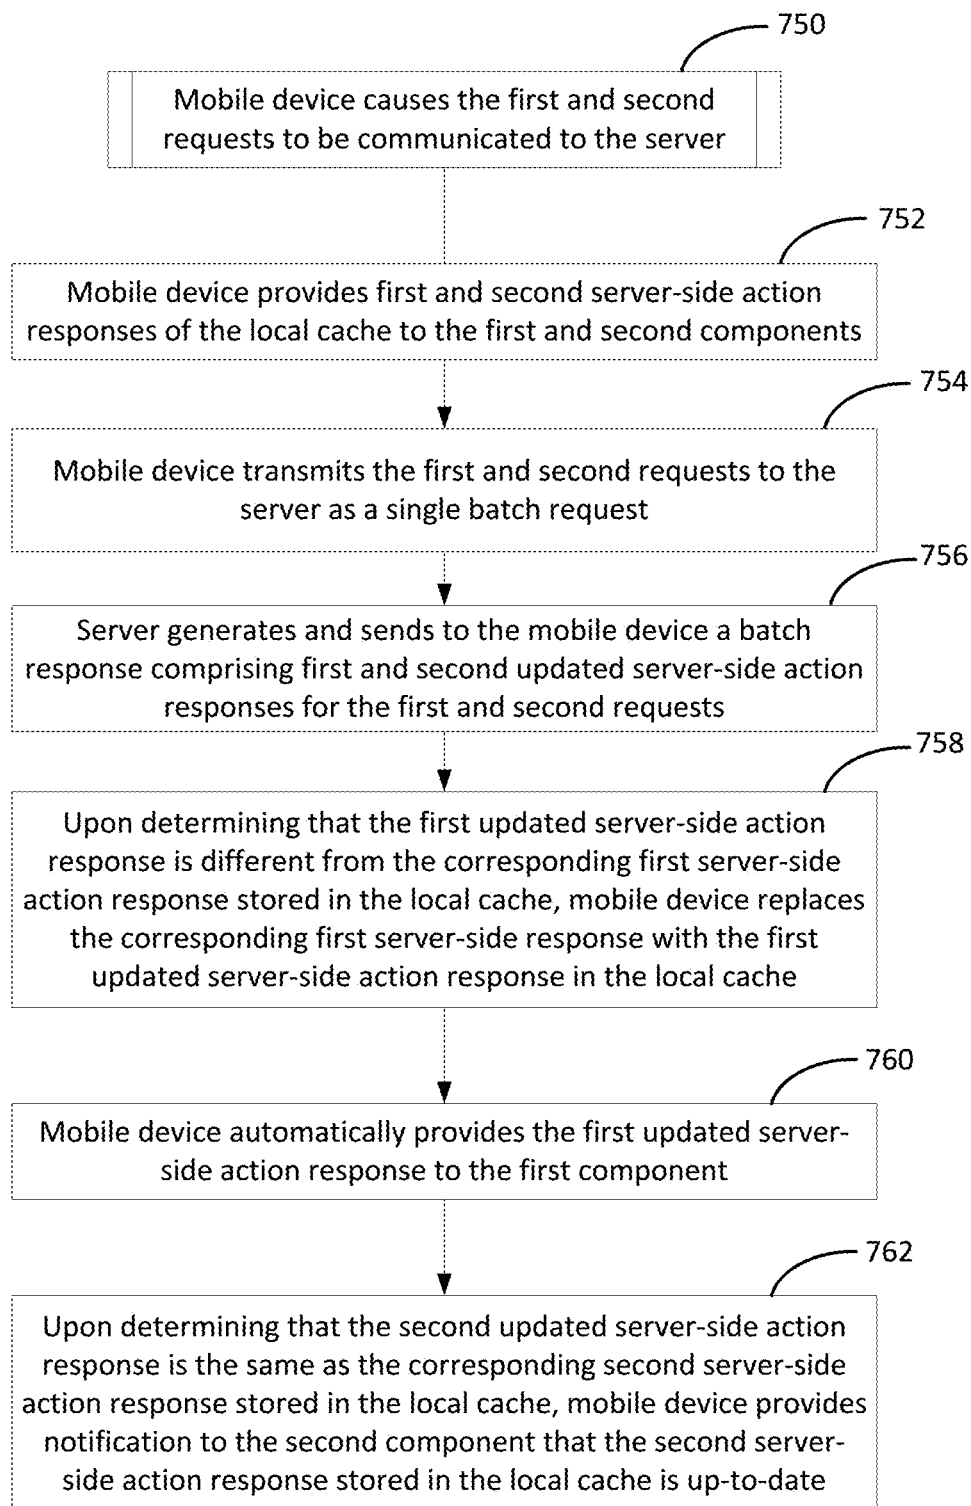 750
Mobile device causes the first and second
requests to be communicated to the server
752
Mobile device provides first and second server-side action
responses of the local cache to the first and second components
754
Mobile device transmits the first and second requests to the
server as a single batch request
756
Server generates and sends to the mobile device a batch
response comprising first and second updated server-side action
responses for the first and second requests
758
Upon determining that the first updated server-side action
response is different from the corresponding first server-side
action response stored in the local cache, mobile device replaces
the corresponding first server-side response with the first
updated server-side action response in the local cache
760
Mobile device automatically provides the first updated server-
side action response to the first component
762
Upon determining that the second updated server-side action
response is the same as the corresponding second server-side
action response stored in the local cache, mobile device provides
notification to the second component that the second server-
side action response stored in the local cache is up-to-date